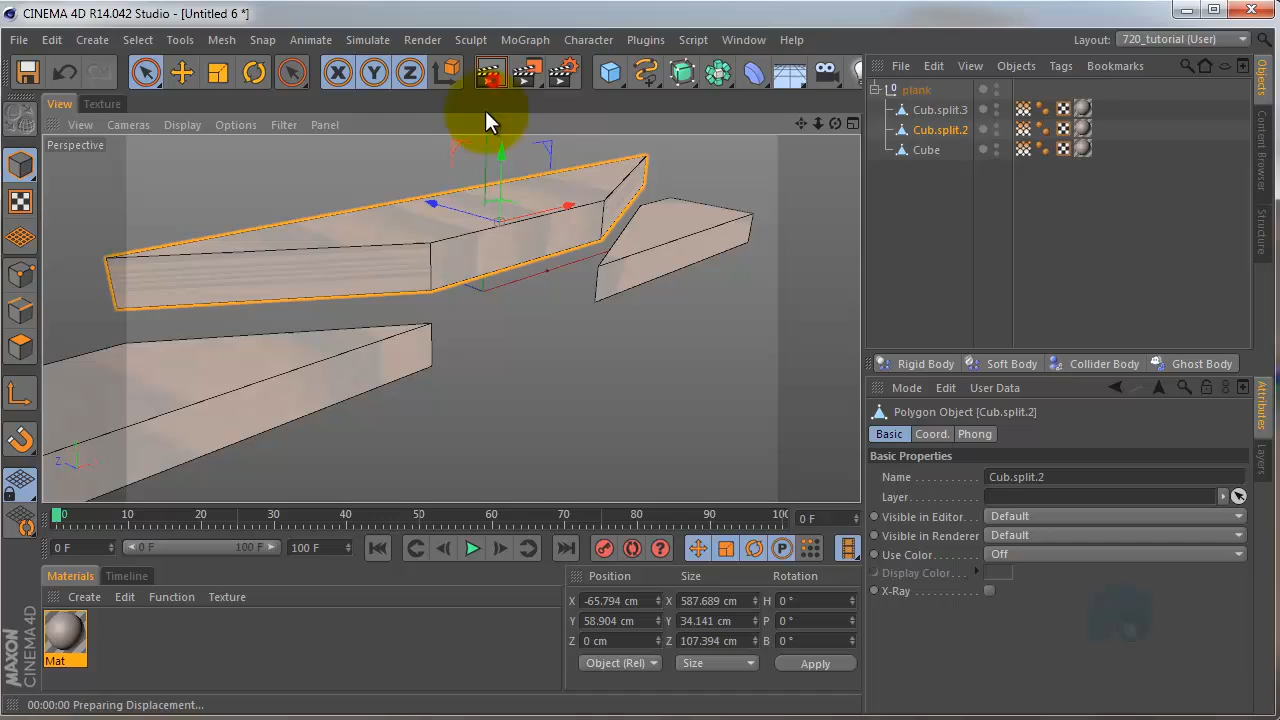 CINEMA 4D R14.042 Studio - [Untitled 6 *]
File Edit Create Select Tools Mesh Snap Animate Simulate Render Sculpt MoGraph Character Plugins Script Window Help Layout: 720_tutorial (User)
X Y Z
File Edit View Objects Tags Bookmarks
plank
Cub.split.3
Cub.split.2
Cube
View Texture
View Cameras Display Options Filter Panel
Perspective
Z
Objects
Content Browser
Structure
Rigid Body Soft Body Collider Body Ghost Body
Mode Edit User Data
Polygon Object [Cub.split.2]
Basic Coord. Phong
Basic Properties
Name Cub.split.2
Layer
Visible in Editor Default
Visible in Renderer Default
Use Color Off
Display Color
X-Ray
Attributes
Layers
0 10 20 30 40 50 60 70 80 90 100 0 F
0 F 0 F 100 F 100 F
Materials Timeline
Create Edit Function Texture
Mat
Position Size Rotation
X -65.794 cm X 587.689 cm H 0 °
Y 58.904 cm Y 34.141 cm P 0 °
Z 0 cm Z 107.394 cm B 0 °
Object (Rel) Size Apply
MAXON CINEMA 4D
00:00:00 Preparing Displacement...